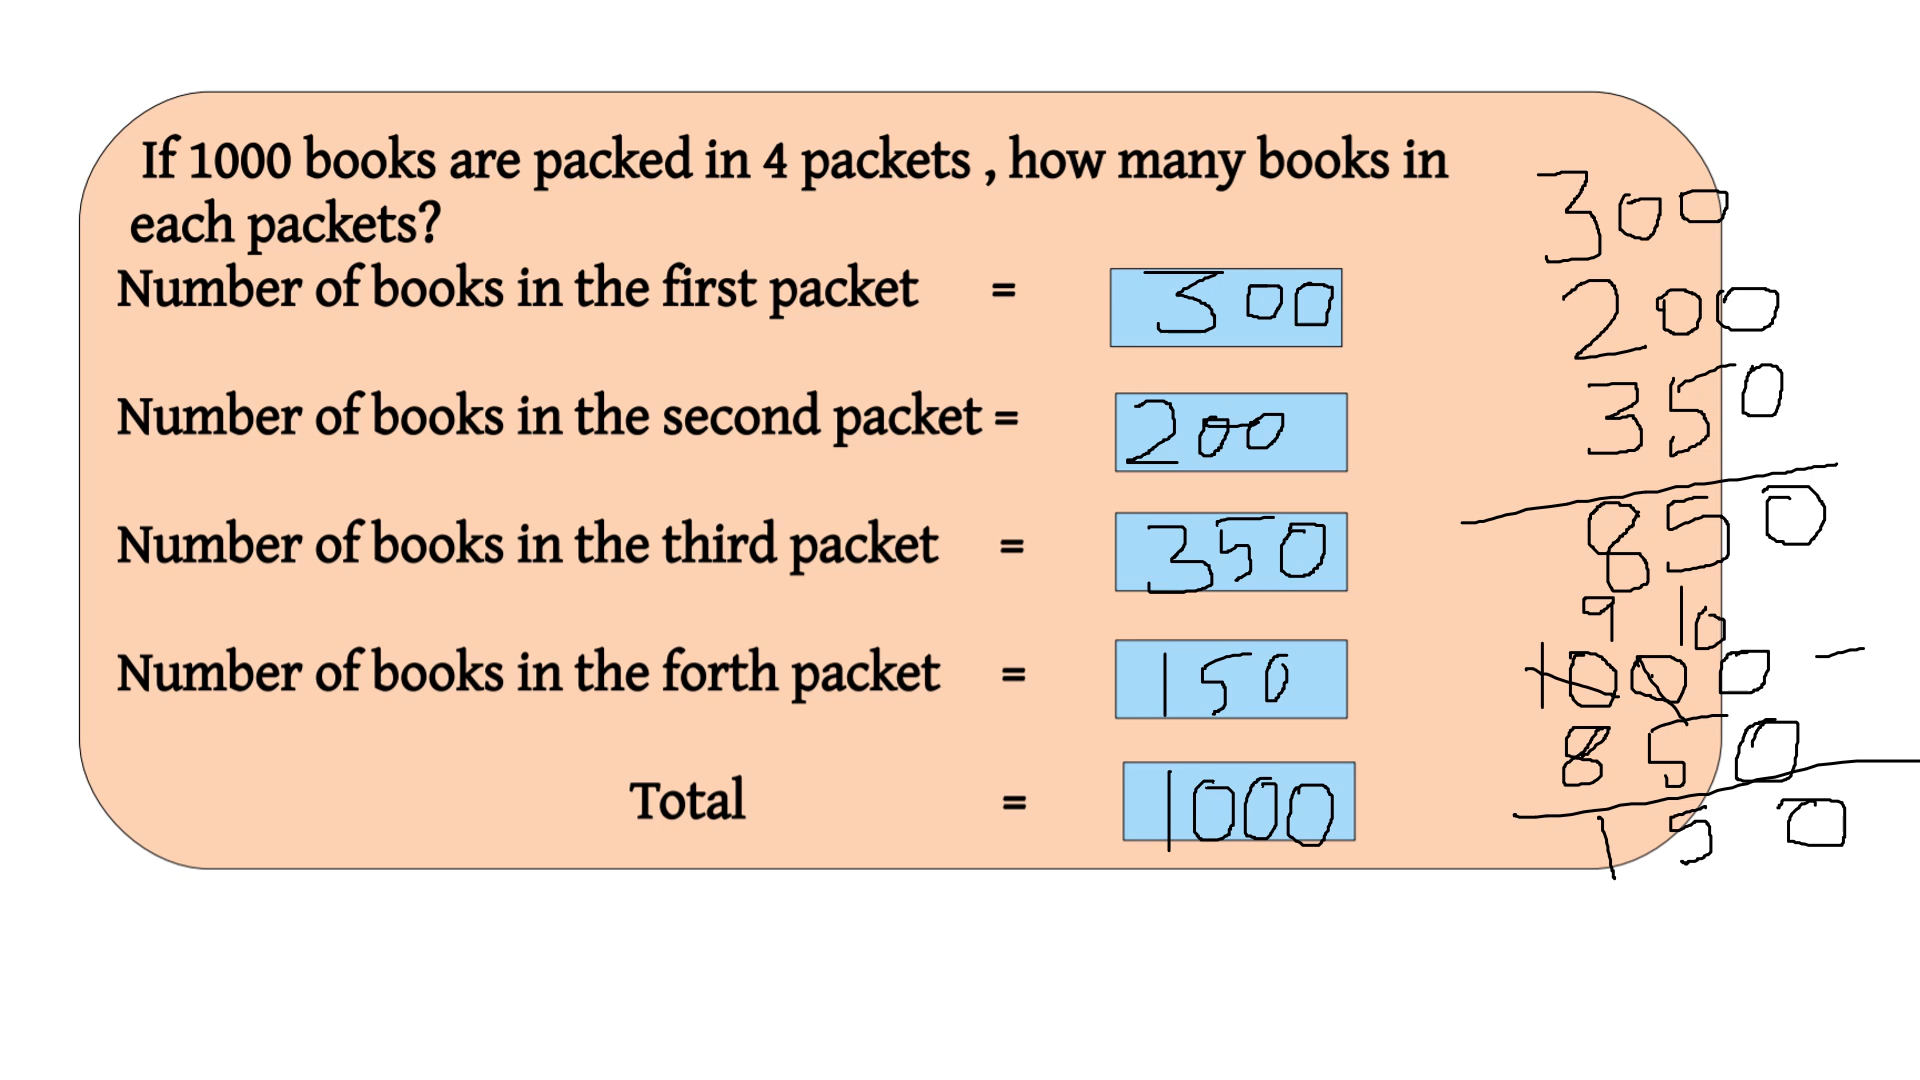 If 1000 books are packed in 4 packets , how many books in
each packets?
Number of books in the first packet = 300
Number of books in the second packet = 200
Number of books in the third packet = 350
Number of books in the forth packet = 150
Total = 1000
300
200
350
850
9 10
1000 -
850
150